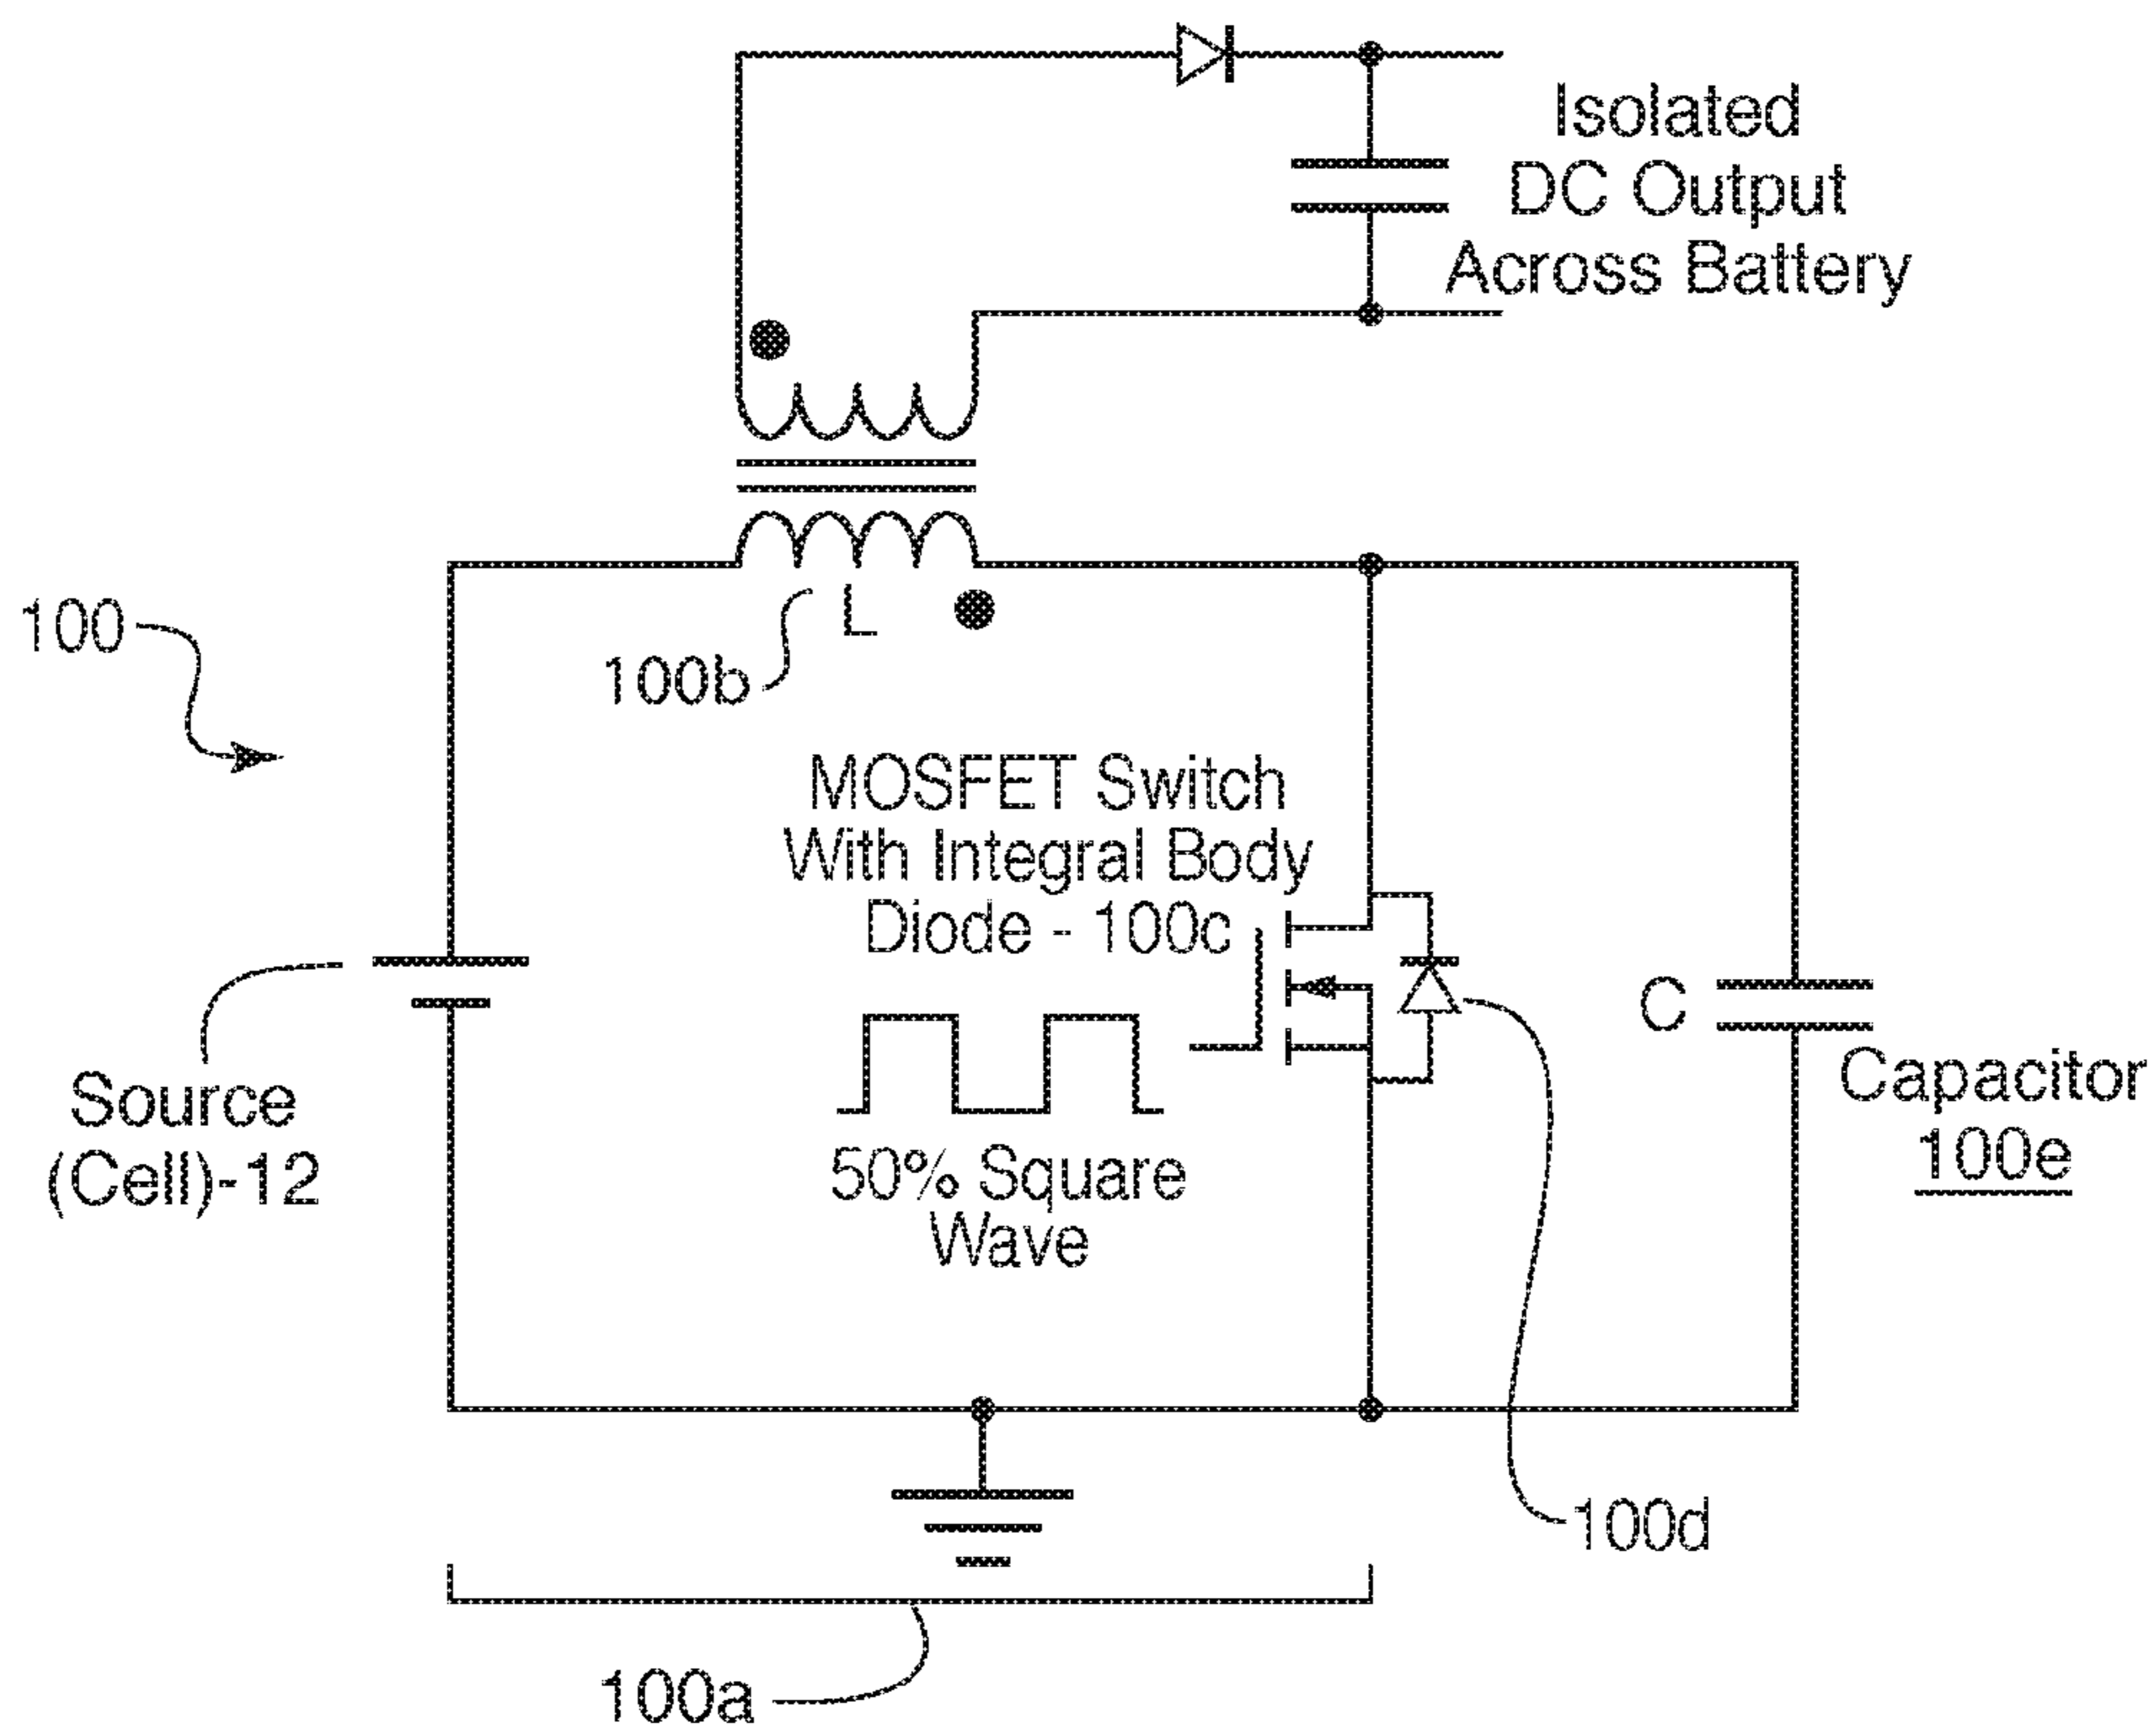 Isolated
DC Output
Across Battery
100
L
100b
MOSFET Switch
With Integral Body
Diode - 100c
Source
(Cell)-12
50% Square
Wave
C
Capacitor
100e
100d
100a